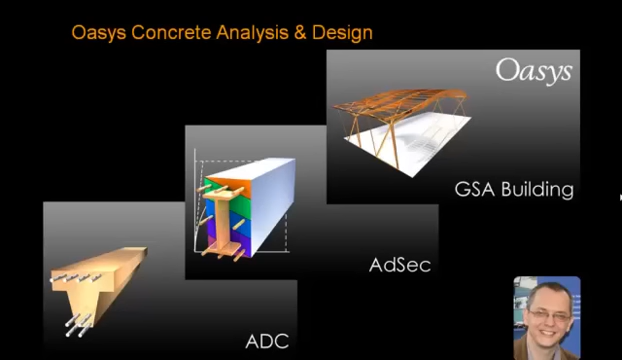 Oasys Concrete Analysis & Design
Oasys
GSA Building
AdSec
ADC